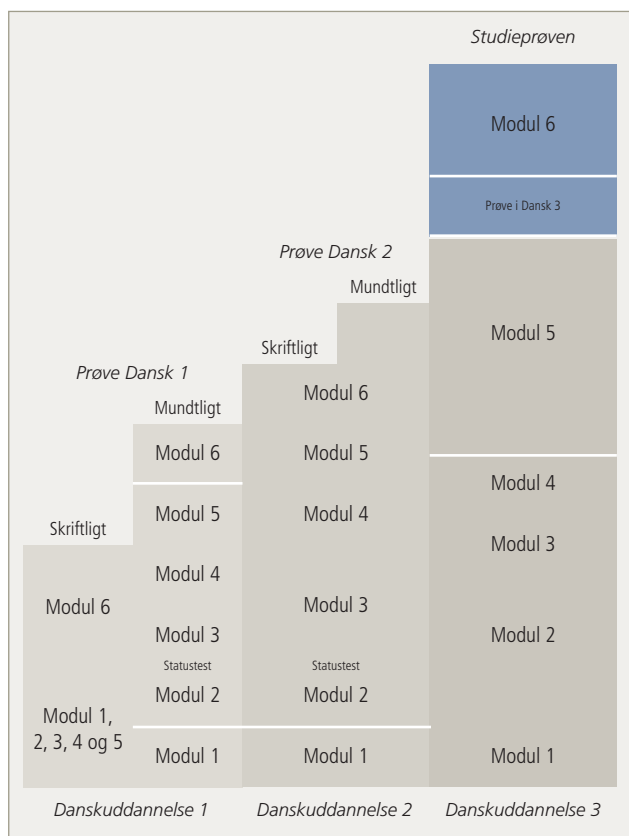 Studieprøven
Modul 6
Prøve i Dansk 3
Prøve Dansk 2
Mundtligt
Modul 5
Skriftligt
Prøve Dansk 1
Modul 6
Mundtligt
Modul 6
Modul 5
Modul 4
Modul 5
Modul 4
Skriftligt
Modul 3
Modul 4
Modul 6
Modul 3
Modul 3
Modul 2
Statustest
Statustest
Modul 2
Modul 2
Modul 1,
2, 3, 4 og 5
Modul 1
Modul 1
Modul 1
Danskuddannelse 1
Danskuddannelse 2
Danskuddannelse 3